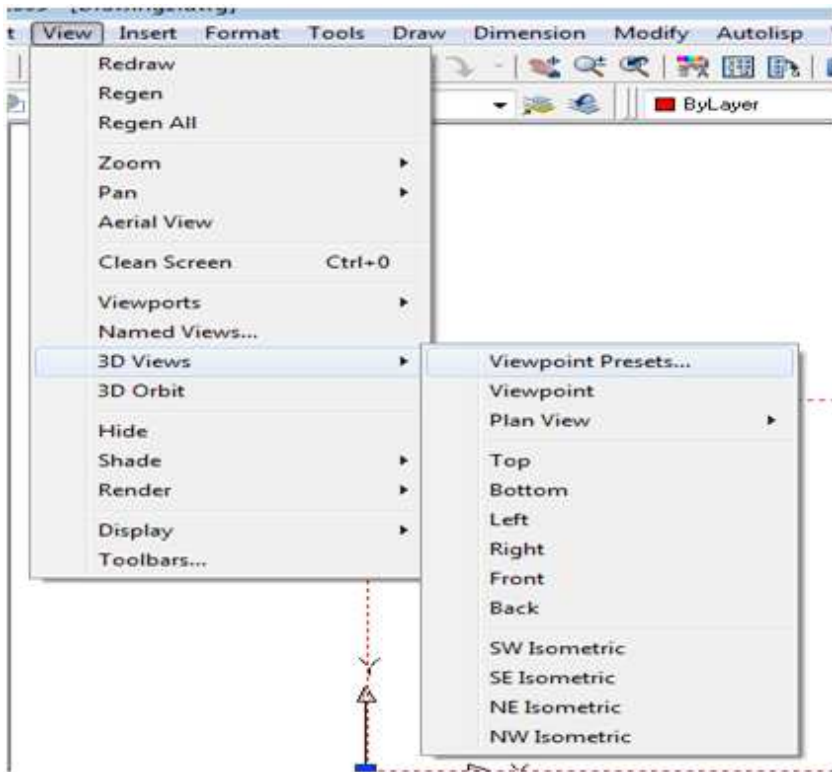 View Insert Format Tools Draw Dimension Modify Autolisp
ByLayer
Redraw
Regen
Regen All
Zoom
Pan
Aerial View
Clean Screen Ctrl+0
Viewports
Named Views...
3D Views
3D Orbit
Hide
Shade
Render
Display
Toolbars...
Viewpoint Presets...
Viewpoint
Plan View
Top
Bottom
Left
Right
Front
Back
SW Isometric
SE Isometric
NE Isometric
NW Isometric
Y